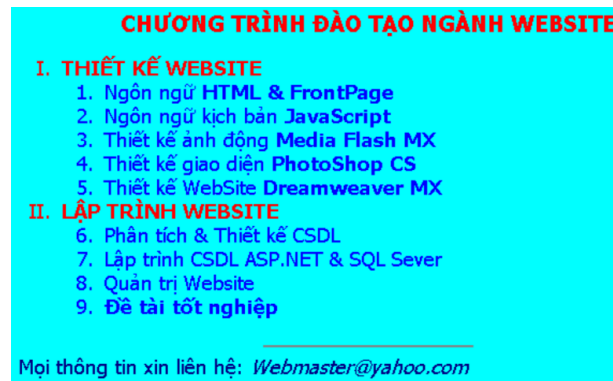 CHƯƠNG TRÌNH ĐÀO TẠO NGÀNH WEBSITE
I. THIẾT KẾ WEBSITE
1. Ngôn ngữ HTML & FrontPage
2. Ngôn ngữ kịch bản JavaScript
3. Thiết kế ảnh động Media Flash MX
4. Thiết kế giao diện PhotoShop CS
5. Thiết kế WebSite Dreamweaver MX
II. LẬP TRÌNH WEBSITE
6. Phân tích & Thiết kế CSDL
7. Lập trình CSDL ASP.NET & SQL Sever
8. Quản trị Website
9. Đề tài tốt nghiệp
Mọi thông tin xin liên hệ: Webmaster@yahoo.com